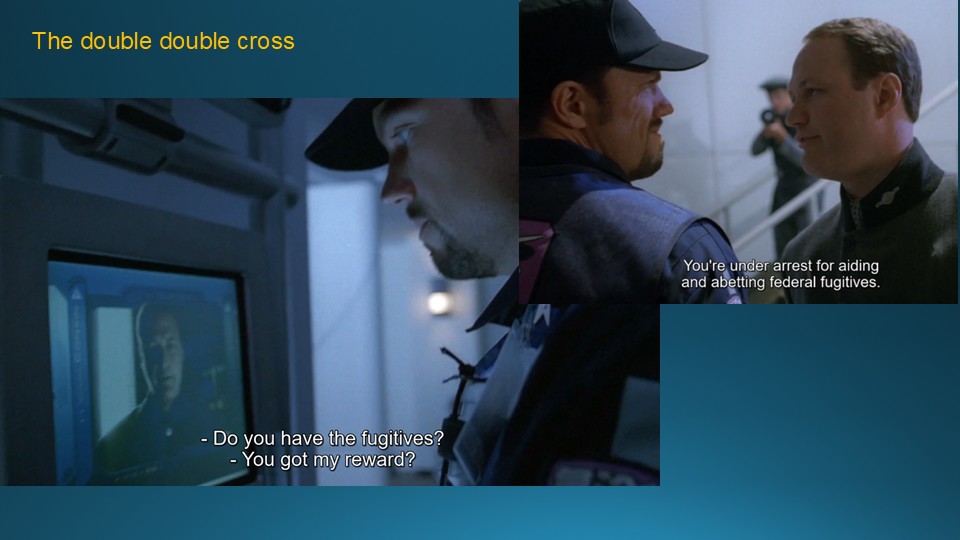 The double double cross
You're under arrest for aiding
and abetting federal fugitives.
- Do you have the fugitives?
- You got my reward?